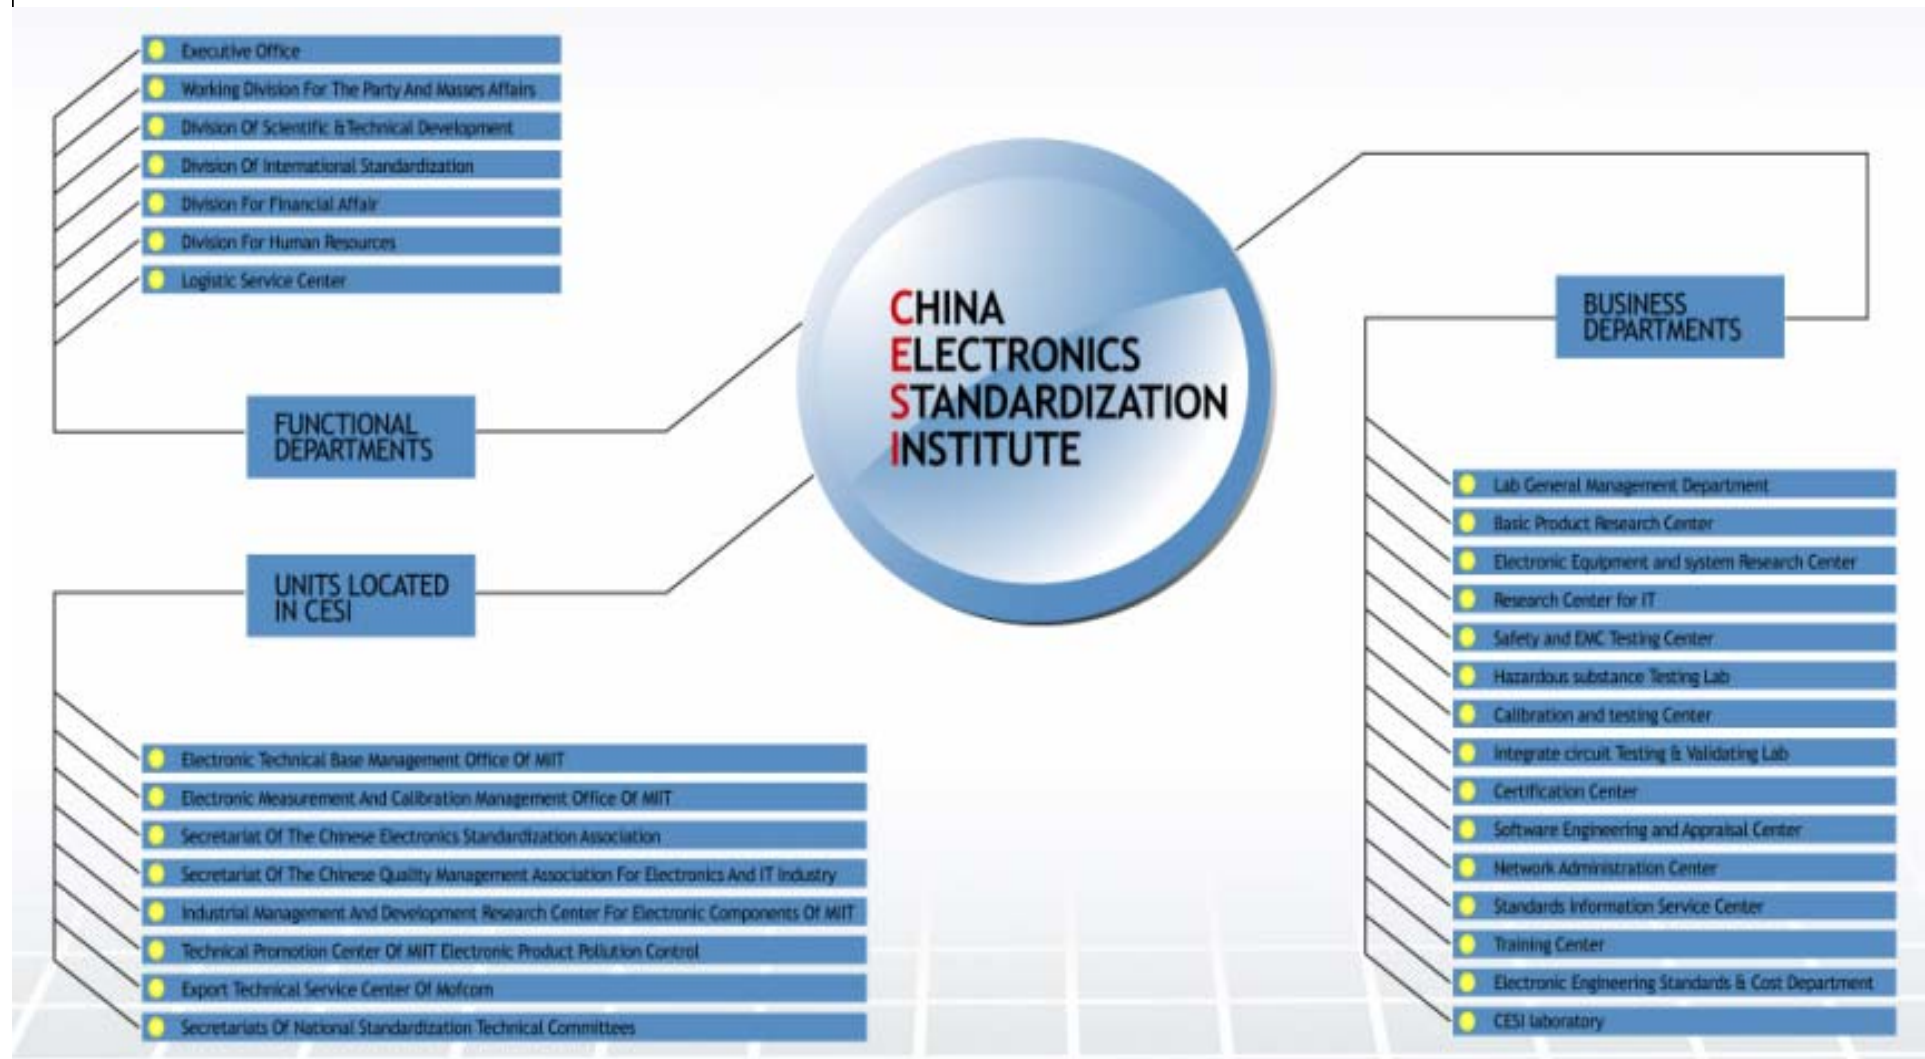 Executive Office
Working Division For The Party And Masses Affairs
Division Of Scientific &Technical Development
Division Of International Standardization
Division For Financial Affair
Division For Human Resources
Logistic Service Center
FUNCTIONAL
DEPARTMENTS
CHINA
ELECTRONICS
STANDARDIZATION
INSTITUTE
UNITS LOCATED
IN CESI
Electronic Technical Base Management Office Of MIIT
Electronic Measurement And Calibration Management Office Of MIIT
Secretariat Of The Chinese Electronics Standardization Association
Secretariat Of The Chinese Quality Management Association For Electronics And IT Industry
Industrial Management And Development Research Center For Electronic Components Of MIIT
Technical Promotion Center Of MIIT Electronic Product Pollution Control
Export Technical Service Center Of Mofcom
Secretariats Of National Standardization Technical Committees
BUSINESS
DEPARTMENTS
Lab General Management Department
Basic Product Research Center
Electronic Equipment and system Research Center
Research Center for IT
Safety and EMC Testing Center
Hazardous substance Testing Lab
Calibration and testing Center
Integrate circuit Testing & Validating Lab
Certification Center
Software Engineering and Appraisal Center
Network Administration Center
Standards Information Service Center
Training Center
Electronic Engineering Standards & Cost Department
CESI laboratory